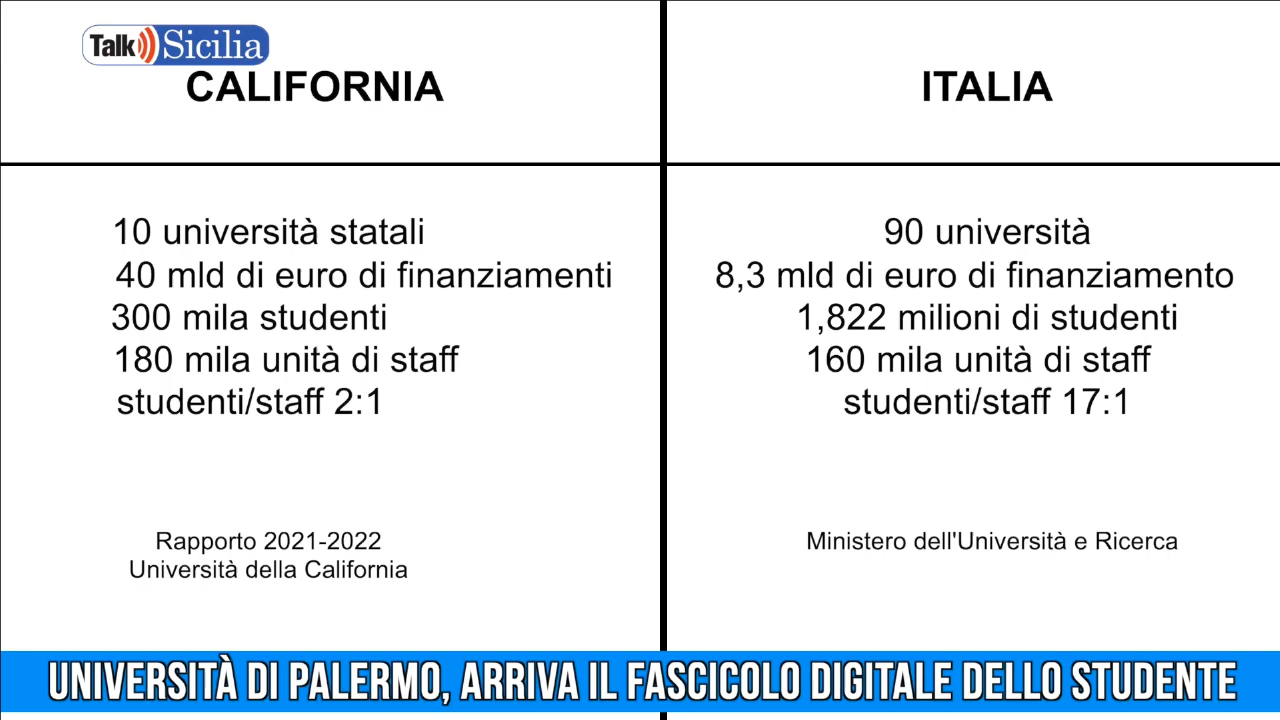 Talk Sicilia
CALIFORNIA
10 università statali
40 mld di euro di finanziamenti
300 mila studenti
180 mila unità di staff
studenti/staff 2:1
Rapporto 2021-2022
Università della California
ITALIA
90 università
8,3 mld di euro di finanziamento
1,822 milioni di studenti
160 mila unità di staff
studenti/staff 17:1
Ministero dell'Università e Ricerca
UNIVERSITÀ DI PALERMO, ARRIVA IL FASCICOLO DIGITALE DELLO STUDENTE